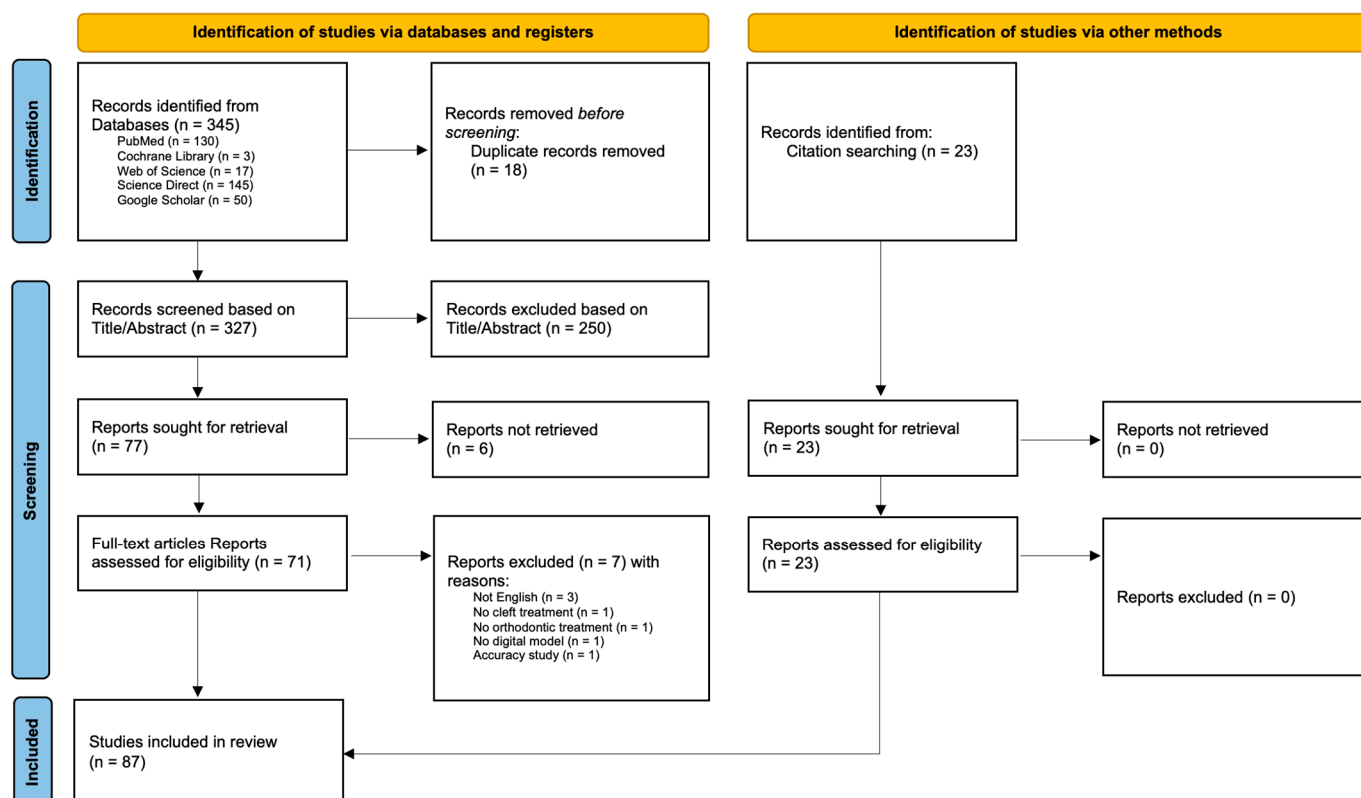 Identification of studies via databases and registers
Identification of studies via other methods
Identification
Records identified from
Databases (n = 345)
PubMed (n = 130)
Cochrane Library (n = 3)
Web of Science (n = 17)
Science Direct (n = 145)
Google Scholar (n = 50)
Records removed before
screening:
Duplicate records removed
(n = 18)
Records identified from:
Citation searching (n = 23)
Screening
Records screened based on
Title/Abstract (n = 327)
Records excluded based on
Title/Abstract (n = 250)
Reports sought for retrieval
(n = 77)
Reports not retrieved
(n = 6)
Reports sought for retrieval
(n = 23)
Reports not retrieved
(n = 0)
Full-text articles Reports
assessed for eligibility (n = 71)
Reports excluded (n = 7) with
reasons:
Not English (n = 3)
No cleft treatment (n = 1)
No orthodontic treatment (n = 1)
No digital model (n = 1)
Accuracy study (n = 1)
Reports assessed for eligibility
(n = 23)
Reports excluded (n = 0)
Included
Studies included in review
(n = 87)